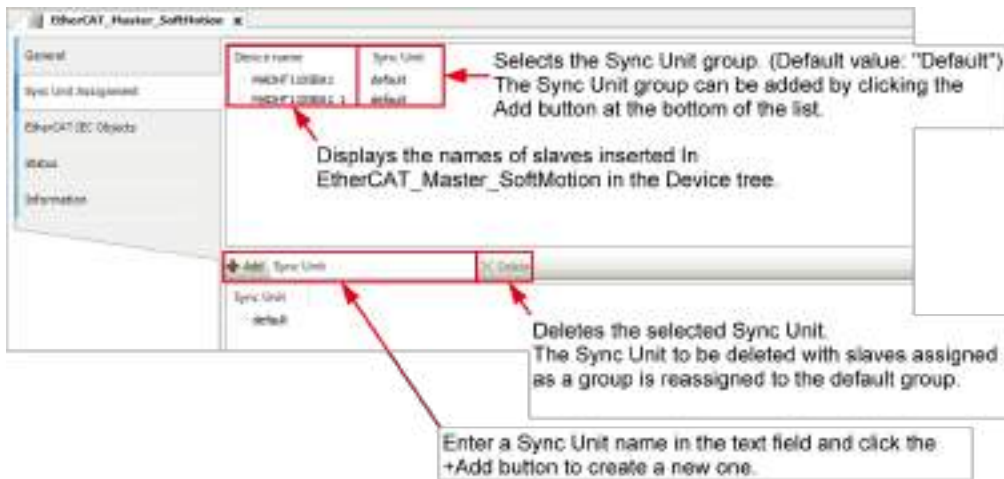 EtherCAT_Master_SoftMotion x
General
Sync Unit Assignment
EtherCAT IEC Objects
Status
Information
Device name Sync Unit
default
default
Selects the Sync Unit group. (Default value: "Default")
The Sync Unit group can be added by clicking the
Add button at the bottom of the list.
Displays the names of slaves inserted In
EtherCAT_Master_SoftMotion in the Device tree.
Add Sync Unit Delete
Sync Unit
default
Deletes the selected Sync Unit.
The Sync Unit to be deleted with slaves assigned
as a group is reassigned to the default group.
Enter a Sync Unit name in the text field and click the
+Add button to create a new one.